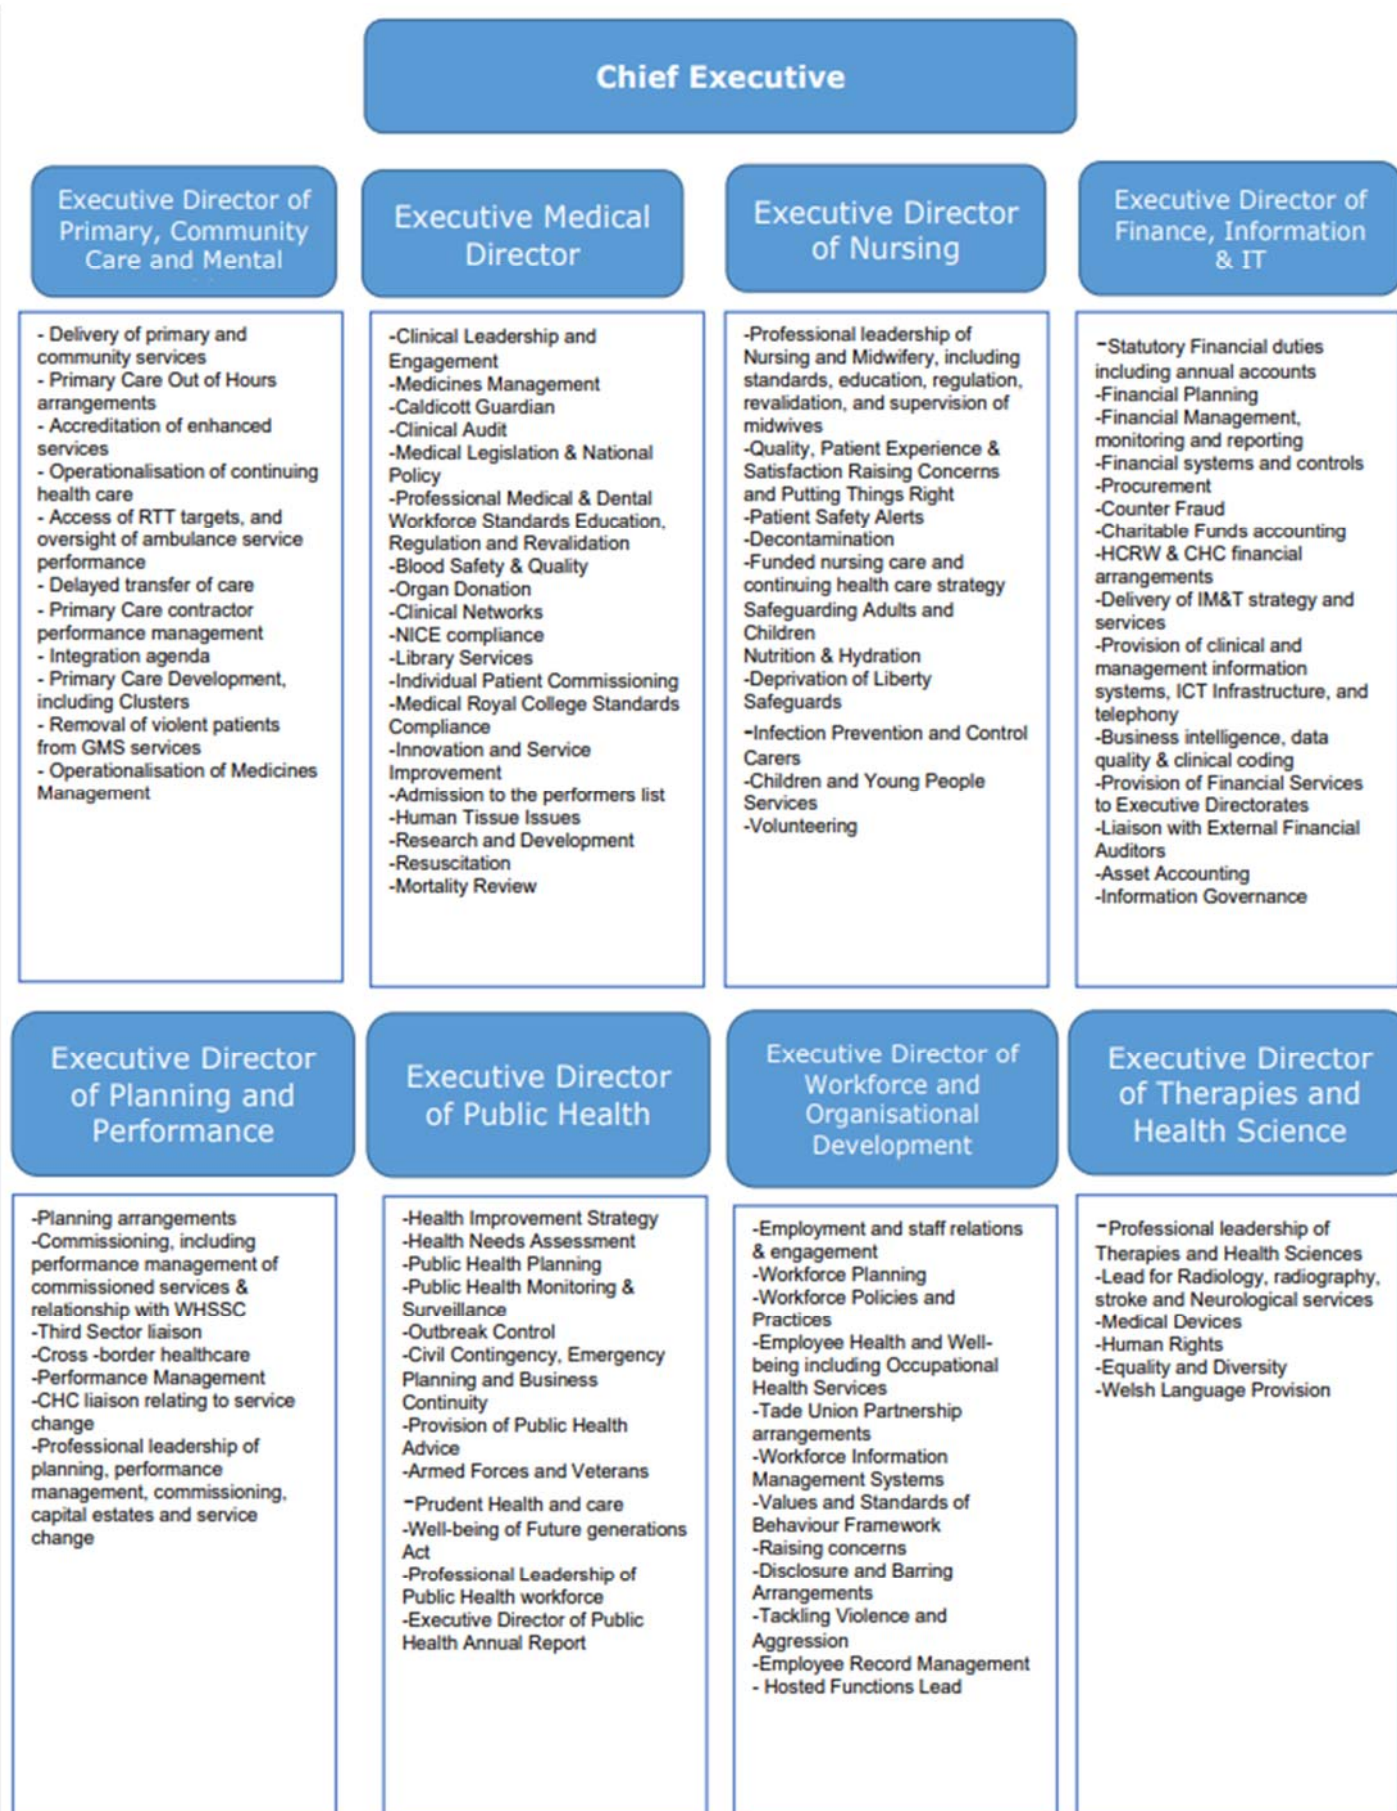 Chief Executive
Executive Director of
Primary, Community
Care and Mental
Executive Medical
Director
Executive Director
of Nursing
Executive Director of
Finance, Information
& IT
- Delivery of primary and
community services
- Primary Care Out of Hours
arrangements
- Accreditation of enhanced
services
- Operationalisation of continuing
health care
- Access of RTT targets, and
oversight of ambulance service
performance
- Delayed transfer of care
- Primary Care contractor
performance management
- Integration agenda
- Primary Care Development,
including Clusters
- Removal of violent patients
from GMS services
- Operationalisation of Medicines
Management
-Clinical Leadership and
Engagement
-Medicines Management
-Caldicott Guardian
-Clinical Audit
-Medical Legislation & National
Policy
-Professional Medical & Dental
Workforce Standards Education,
Regulation and Revalidation
-Blood Safety & Quality
-Organ Donation
-Clinical Networks
-NICE compliance
-Library Services
-Individual Patient Commissioning
-Medical Royal College Standards
Compliance
-Innovation and Service
Improvement
-Admission to the performers list
-Human Tissue Issues
-Research and Development
-Resuscitation
-Mortality Review
-Professional leadership of
Nursing and Midwifery, including
standards, education, regulation,
revalidation, and supervision of
midwives
-Quality, Patient Experience &
Satisfaction Raising Concerns
and Putting Things Right
-Patient Safety Alerts
-Decontamination
-Funded nursing care and
continuing health care strategy
Safeguarding Adults and
Children
Nutrition & Hydration
-Deprivation of Liberty
Safeguards
-Infection Prevention and Control
Carers
-Children and Young People
Services
-Volunteering
-Statutory Financial duties
including annual accounts
-Financial Planning
-Financial Management,
monitoring and reporting
-Financial systems and controls
-Procurement
-Counter Fraud
-Charitable Funds accounting
-HCRW & CHC financial
arrangements
-Delivery of IM&T strategy and
services
-Provision of clinical and
management information
systems, ICT Infrastructure, and
telephony
-Business intelligence, data
quality & clinical coding
-Provision of Financial Services
to Executive Directorates
-Liaison with External Financial
Auditors
-Asset Accounting
-Information Governance
Executive Director
of Planning and
Performance
Executive Director
of Public Health
Executive Director of
Workforce and
Organisational
Development
Executive Director
of Therapies and
Health Science
-Planning arrangements
-Commissioning, including
performance management of
commissioned services &
relationship with WHSSC
-Third Sector liaison
-Cross -border healthcare
-Performance Management
-CHC liaison relating to service
change
-Professional leadership of
planning, performance
management, commissioning,
capital estates and service
change
-Health Improvement Strategy
-Health Needs Assessment
-Public Health Planning
-Public Health Monitoring &
Surveillance
-Outbreak Control
-Civil Contingency, Emergency
Planning and Business
Continuity
-Provision of Public Health
Advice
-Armed Forces and Veterans
-Prudent Health and care
-Well-being of Future generations
Act
-Professional Leadership of
Public Health workforce
-Executive Director of Public
Health Annual Report
-Employment and staff relations
& engagement
-Workforce Planning
-Workforce Policies and
Practices
-Employee Health and Well-
being including Occupational
Health Services
-Tade Union Partnership
arrangements
-Workforce Information
Management Systems
-Values and Standards of
Behaviour Framework
-Raising concerns
-Disclosure and Barring
Arrangements
-Tackling Violence and
Aggression
-Employee Record Management
- Hosted Functions Lead
-Professional leadership of
Therapies and Health Sciences
-Lead for Radiology, radiography,
stroke and Neurological services
-Medical Devices
-Human Rights
-Equality and Diversity
-Welsh Language Provision